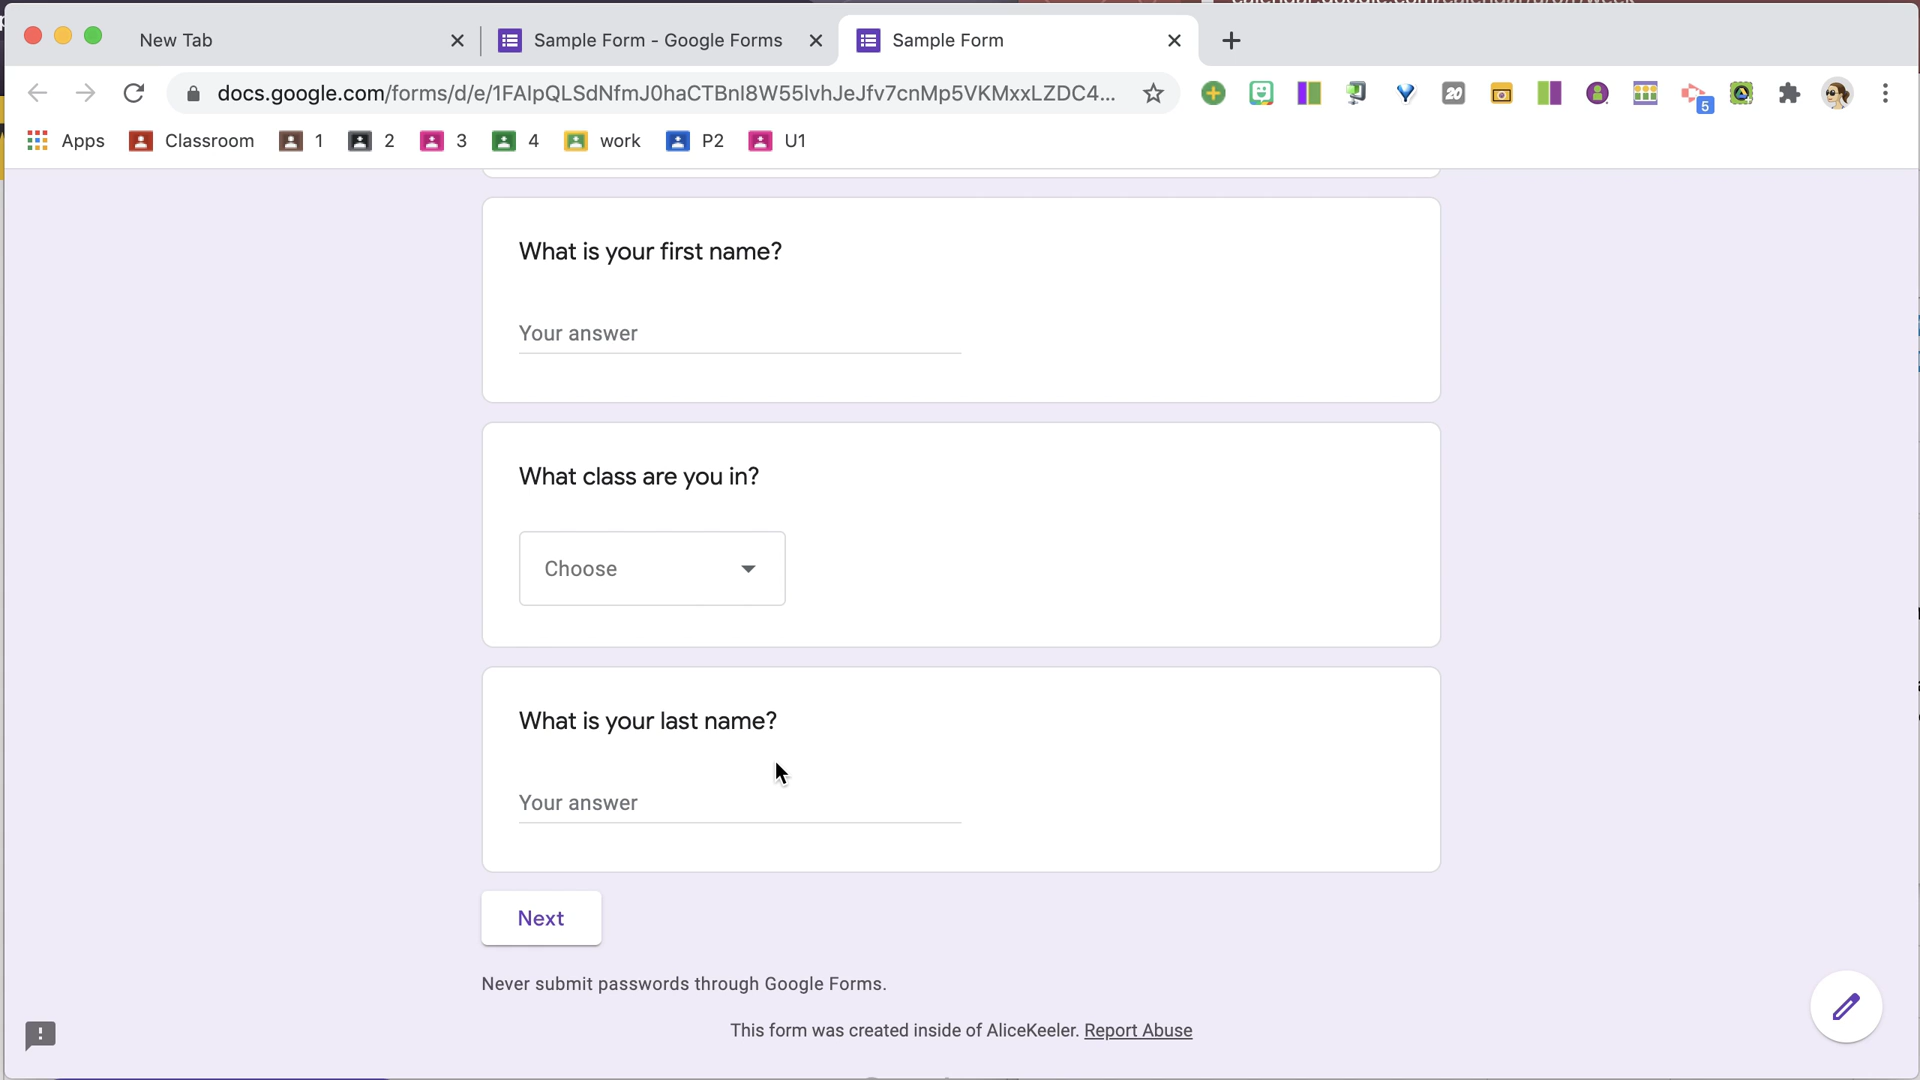 New Tab
Sample Form - Google Forms
Sample Form
docs.google.com/forms/d/e/1FAIpQLSdNfmJ0haCTBnI8W55lvhJeJfv7cnMp5VKMxxLZDC4...
20
5
Apps
Classroom
1
2
3
4
work
P2
U1
What is your first name?
Your answer
What class are you in?
Choose
What is your last name?
Your answer
Next
Never submit passwords through Google Forms.
This form was created inside of AliceKeeler. Report Abuse